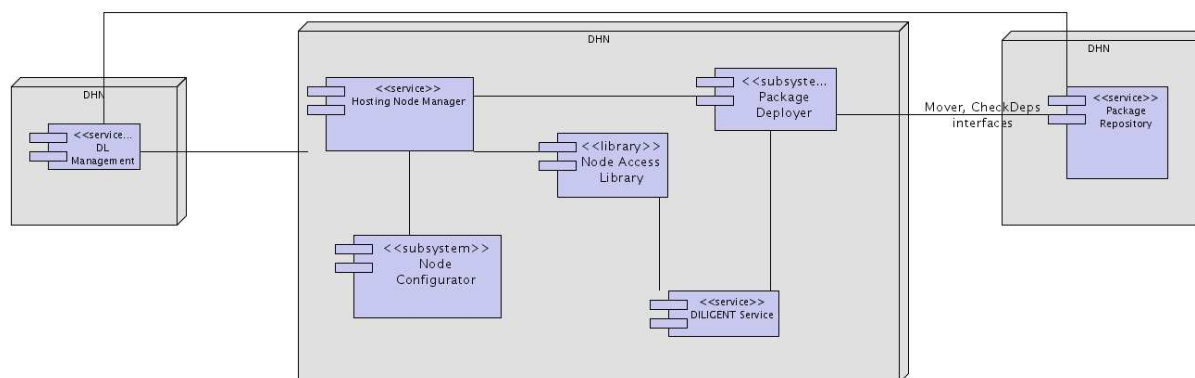 DHN
<<service...
DL
Management
DHN
<<service>>
Hosting Node Manager
<<subsyste...
Package
Deployer
<<library>>
Node Access
Library
<<subsystem>>
Node
Configurator
<<service>>
DILIGENT Service
Mover, CheckDeps
interfaces
DHN
<<service>>
Package
Repository